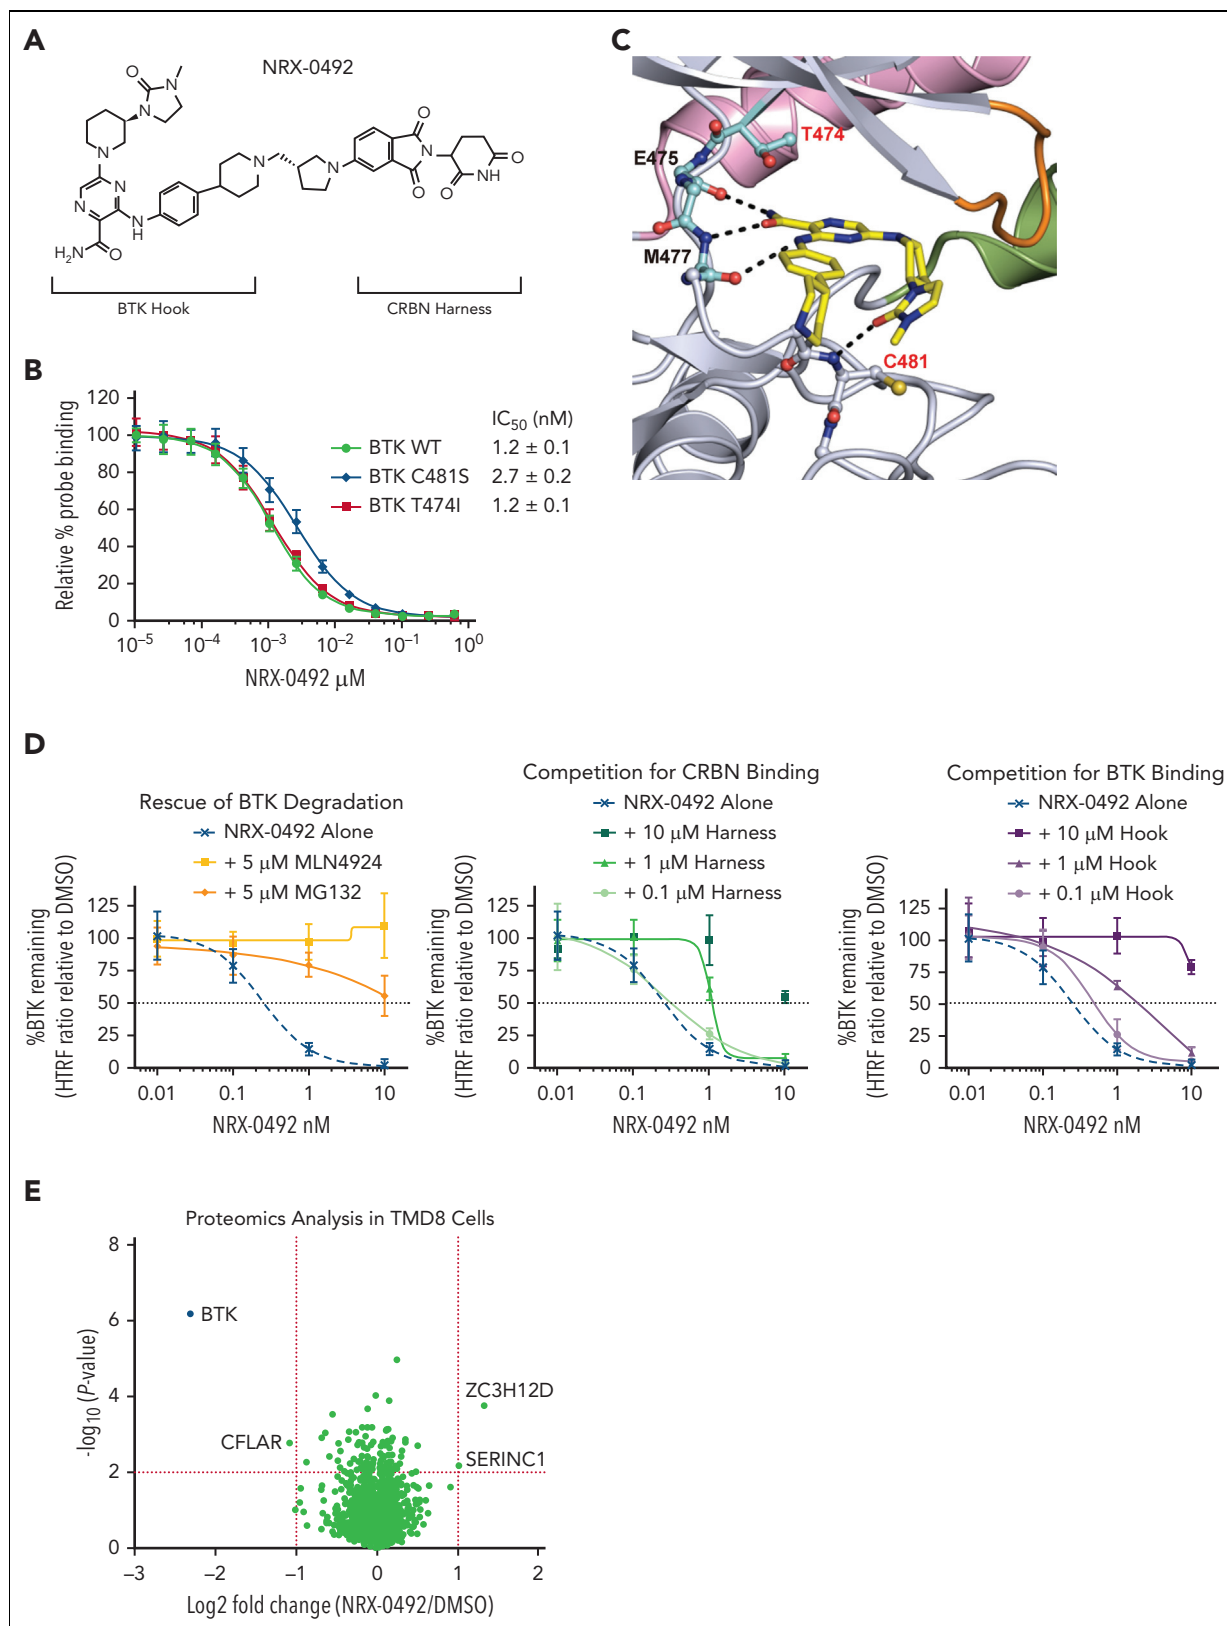 A
NRX-0492
O
N
N
N
N
N
N
H2N
O
N
H
N
N
O
O
N
O
NH
O
BTK Hook
CRBN Harness
B
Relative % probe binding
120
100
80
60
40
20
0
IC50 (nM)
BTK WT 1.2 ± 0.1
BTK C481S 2.7 ± 0.2
BTK T474I 1.2 ± 0.1
10–5 10–4 10–3 10–2 10–1 100
NRX-0492 μM
C
T474
E475
M477
C481
D
Rescue of BTK Degradation
NRX-0492 Alone
+ 5 μM MLN4924
+ 5 μM MG132
%BTK remaining
(HTRF ratio relative to DMSO)
125
100
75
50
25
0
0.01 0.1 1 10
NRX-0492 nM
Competition for CRBN Binding
NRX-0492 Alone
+ 10 μM Harness
+ 1 μM Harness
+ 0.1 μM Harness
%BTK remaining
(HTRF ratio relative to DMSO)
125
100
75
50
25
0
0.01 0.1 1 10
NRX-0492 nM
Competition for BTK Binding
NRX-0492 Alone
+ 10 μM Hook
+ 1 μM Hook
+ 0.1 μM Hook
%BTK remaining
(HTRF ratio relative to DMSO)
125
100
75
50
25
0
0.01 0.1 1 10
NRX-0492 nM
E
Proteomics Analysis in TMD8 Cells
-log10 (P-value)
8
6
4
2
0
BTK
ZC3H12D
CFLAR
SERINC1
–3 –2 –1 0 1 2
Log2 fold change (NRX-0492/DMSO)